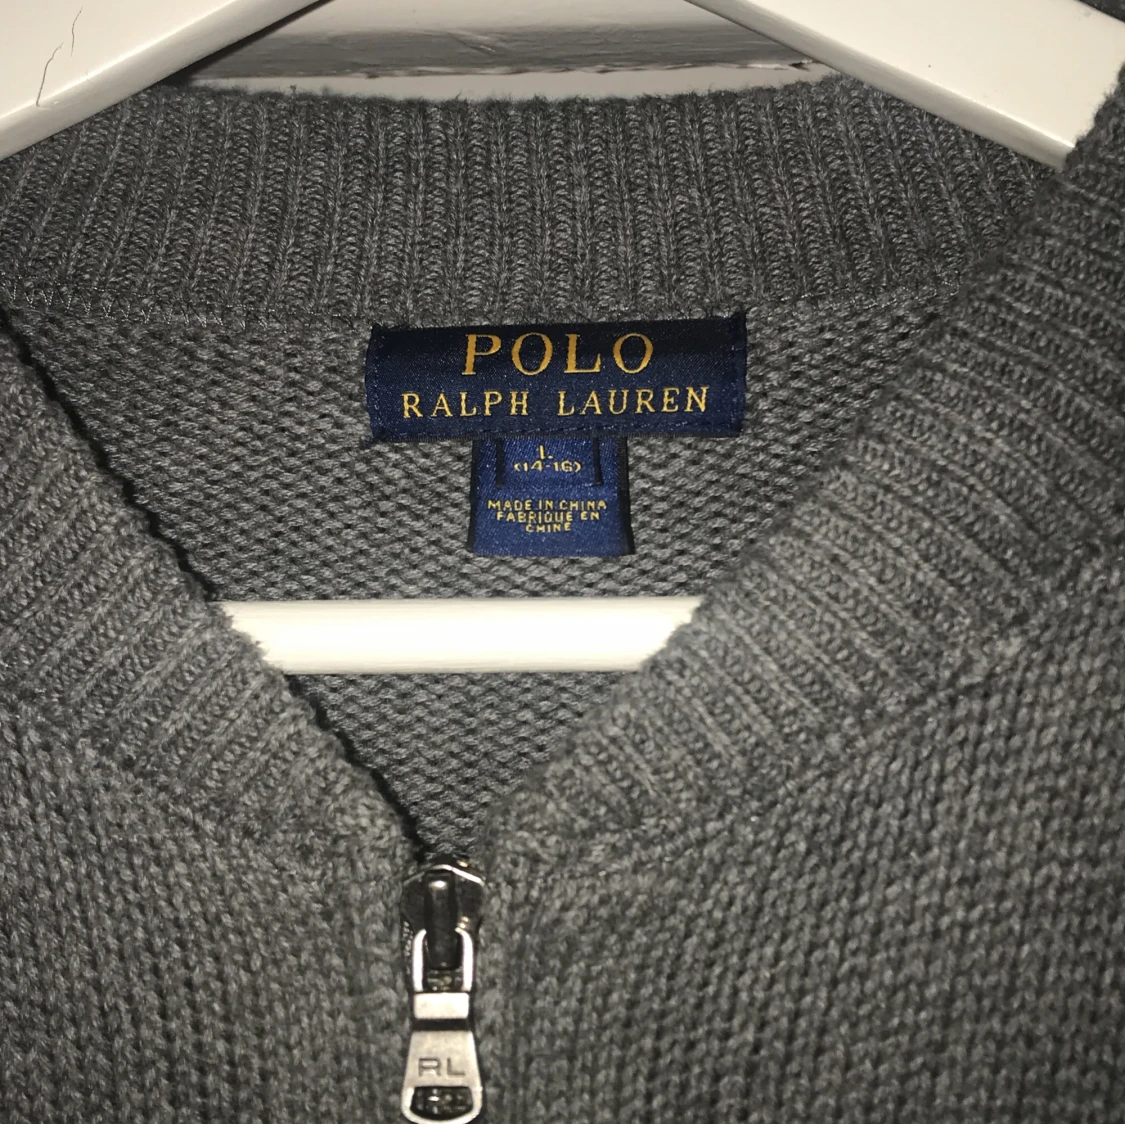 POLO
RALPH LAUREN
L
(14-16)
MADE IN CHINA
FABRIQUE EN
CHINE
RL